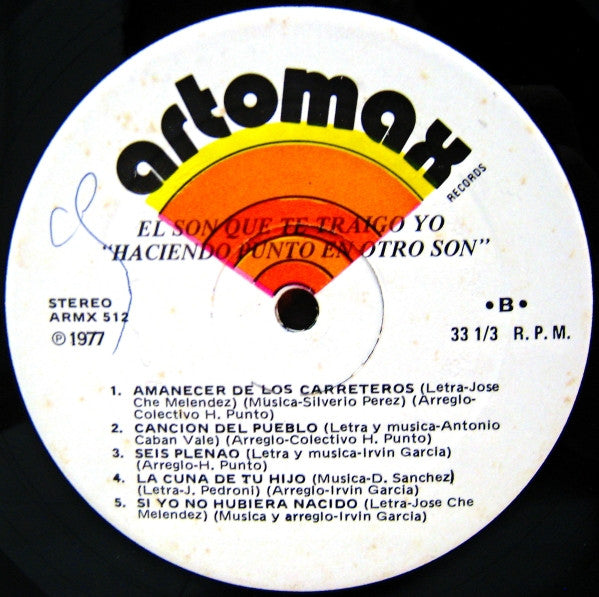 artomax
RECORDS
EL SON QUE TE TRAIGO YO
"HACIENDO PUNTO EN OTRO SON"
STEREO
ARMX 512
℗ 1977
• B •
33 1/3 R. P. M.
1. AMANECER DE LOS CARRETEROS (Letra-Jose
Che Melendez) (Musica-Silverio Perez) (Arreglo-
Colectivo H. Punto)
2. CANCION DEL PUEBLO (Letra y musica-Antonio
Caban Vale) (Arreglo-Colectivo H. Punto)
3. SEIS PLENAO (Letra y musica-Irvin Garcia)
(Arreglo-H. Punto)
4. LA CUNA DE TU HIJO (Musica-D. Sanchez)
(Letra-J. Pedroni) (Arreglo-Irvin Garcia)
5. SI YO NO HUBIERA NACIDO (Letra-Jose Che
Melendez) (Musica y arreglo-Irvin Garcia)